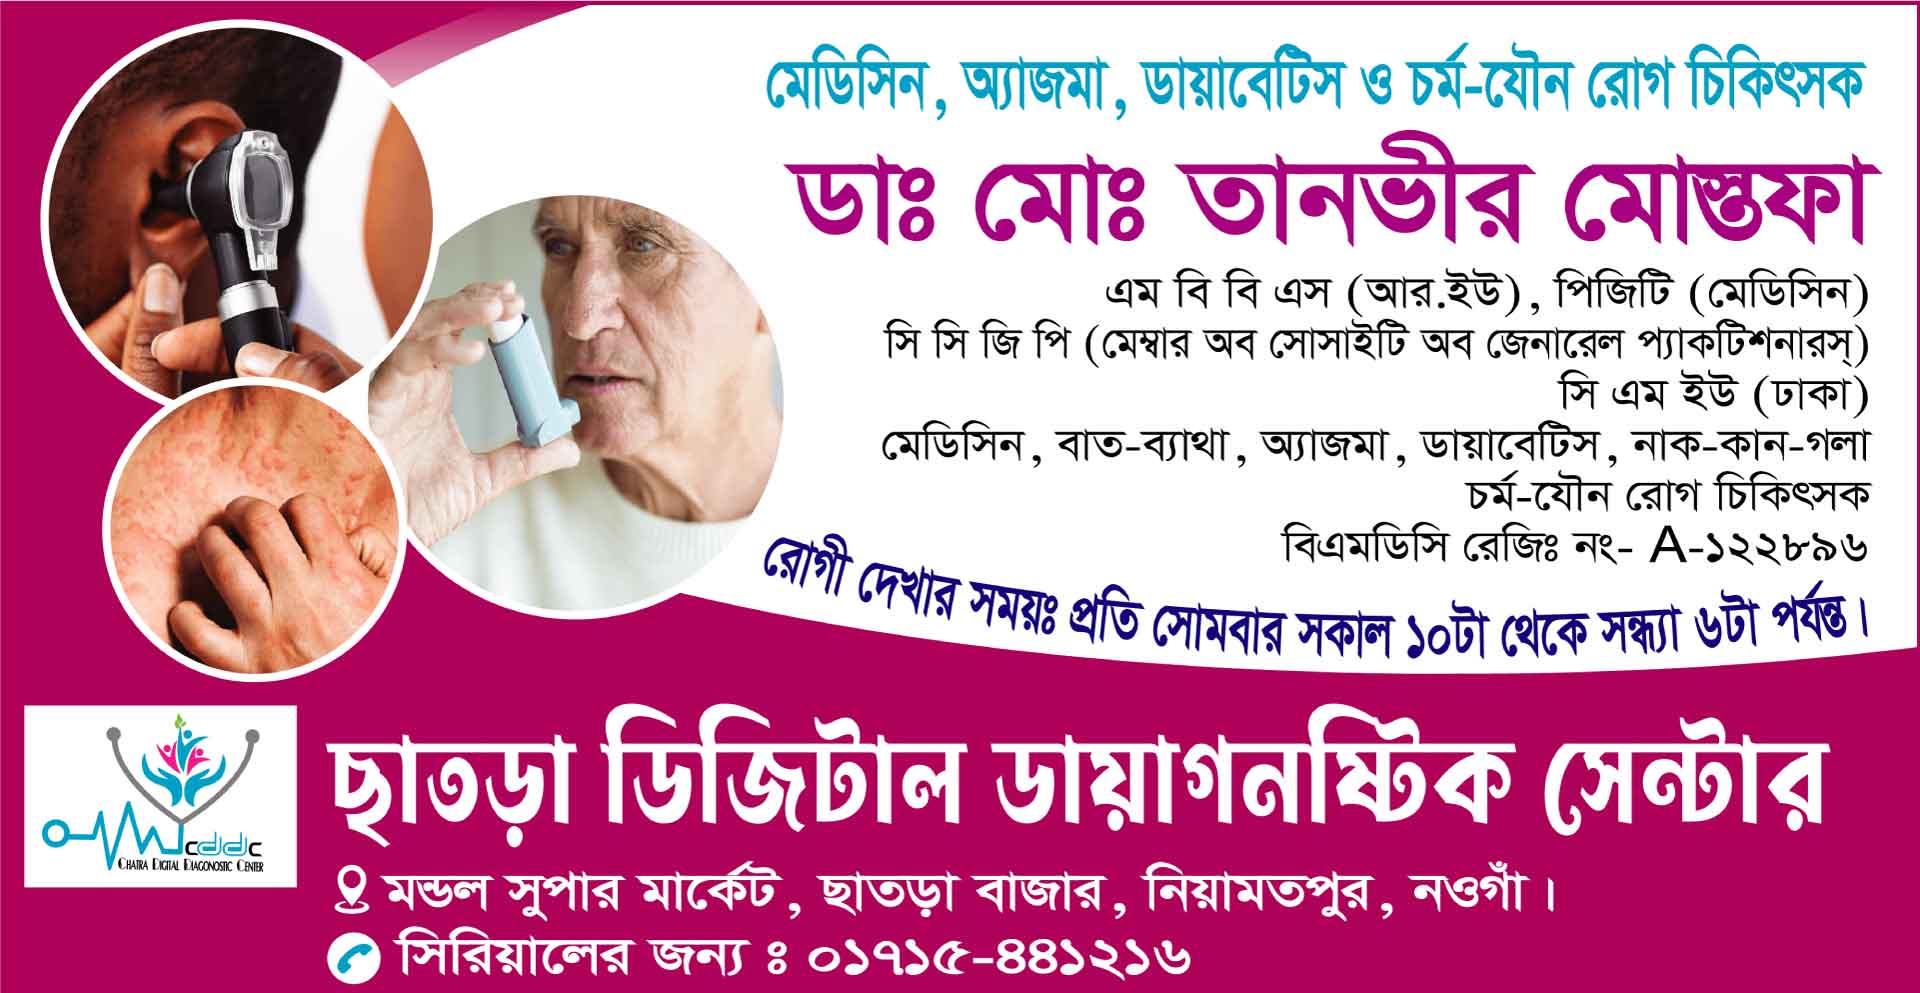 মেডিসিন, অ্যাজমা, ডায়াবেটিস ও চর্ম-যৌন রোগ চিকিৎসক
ডাঃ মোঃ তানভীর মোস্তফা
এম বি বি এস (আর.ইউ), পিজিটি (মেডিসিন)
সি সি জি পি (মেম্বার অব সোসাইটি অব জেনারেল প্যাকটিশনারস্)
সি এম ইউ (ঢাকা)
মেডিসিন, বাত-ব্যাথা, অ্যাজমা, ডায়াবেটিস, নাক-কান-গলা
চর্ম-যৌন রোগ চিকিৎসক
বিএমডিসি রেজিঃ নং- A-১২২৮৯৬
রোগী দেখার সময়ঃ প্রতি সোমবার সকাল ১০টা থেকে সন্ধ্যা ৬টা পর্যন্ত।
ছাতড়া ডিজিটাল ডায়াগনষ্টিক সেন্টার
cdddc
Chatra Digital Diagonostic Center
মন্ডল সুপার মার্কেট, ছাতড়া বাজার, নিয়ামতপুর, নওগাঁ।
সিরিয়ালের জন্য ঃ ০১৭১৫-৪৪১২১৬